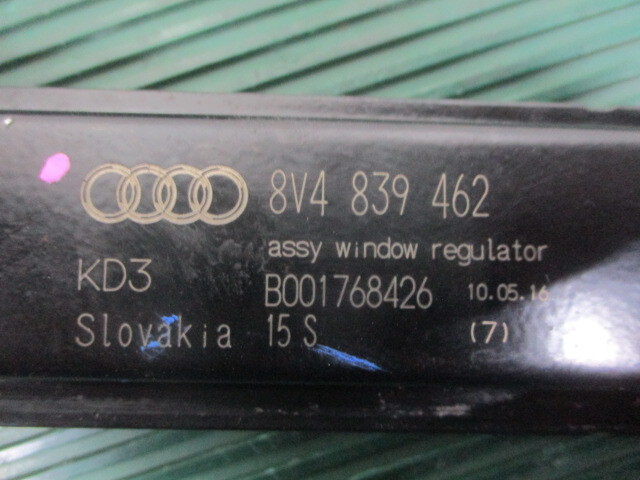 8V4 839 462
assy window regulator
KD3 B001768426 10.05.16
Slovakia 15 S (7)